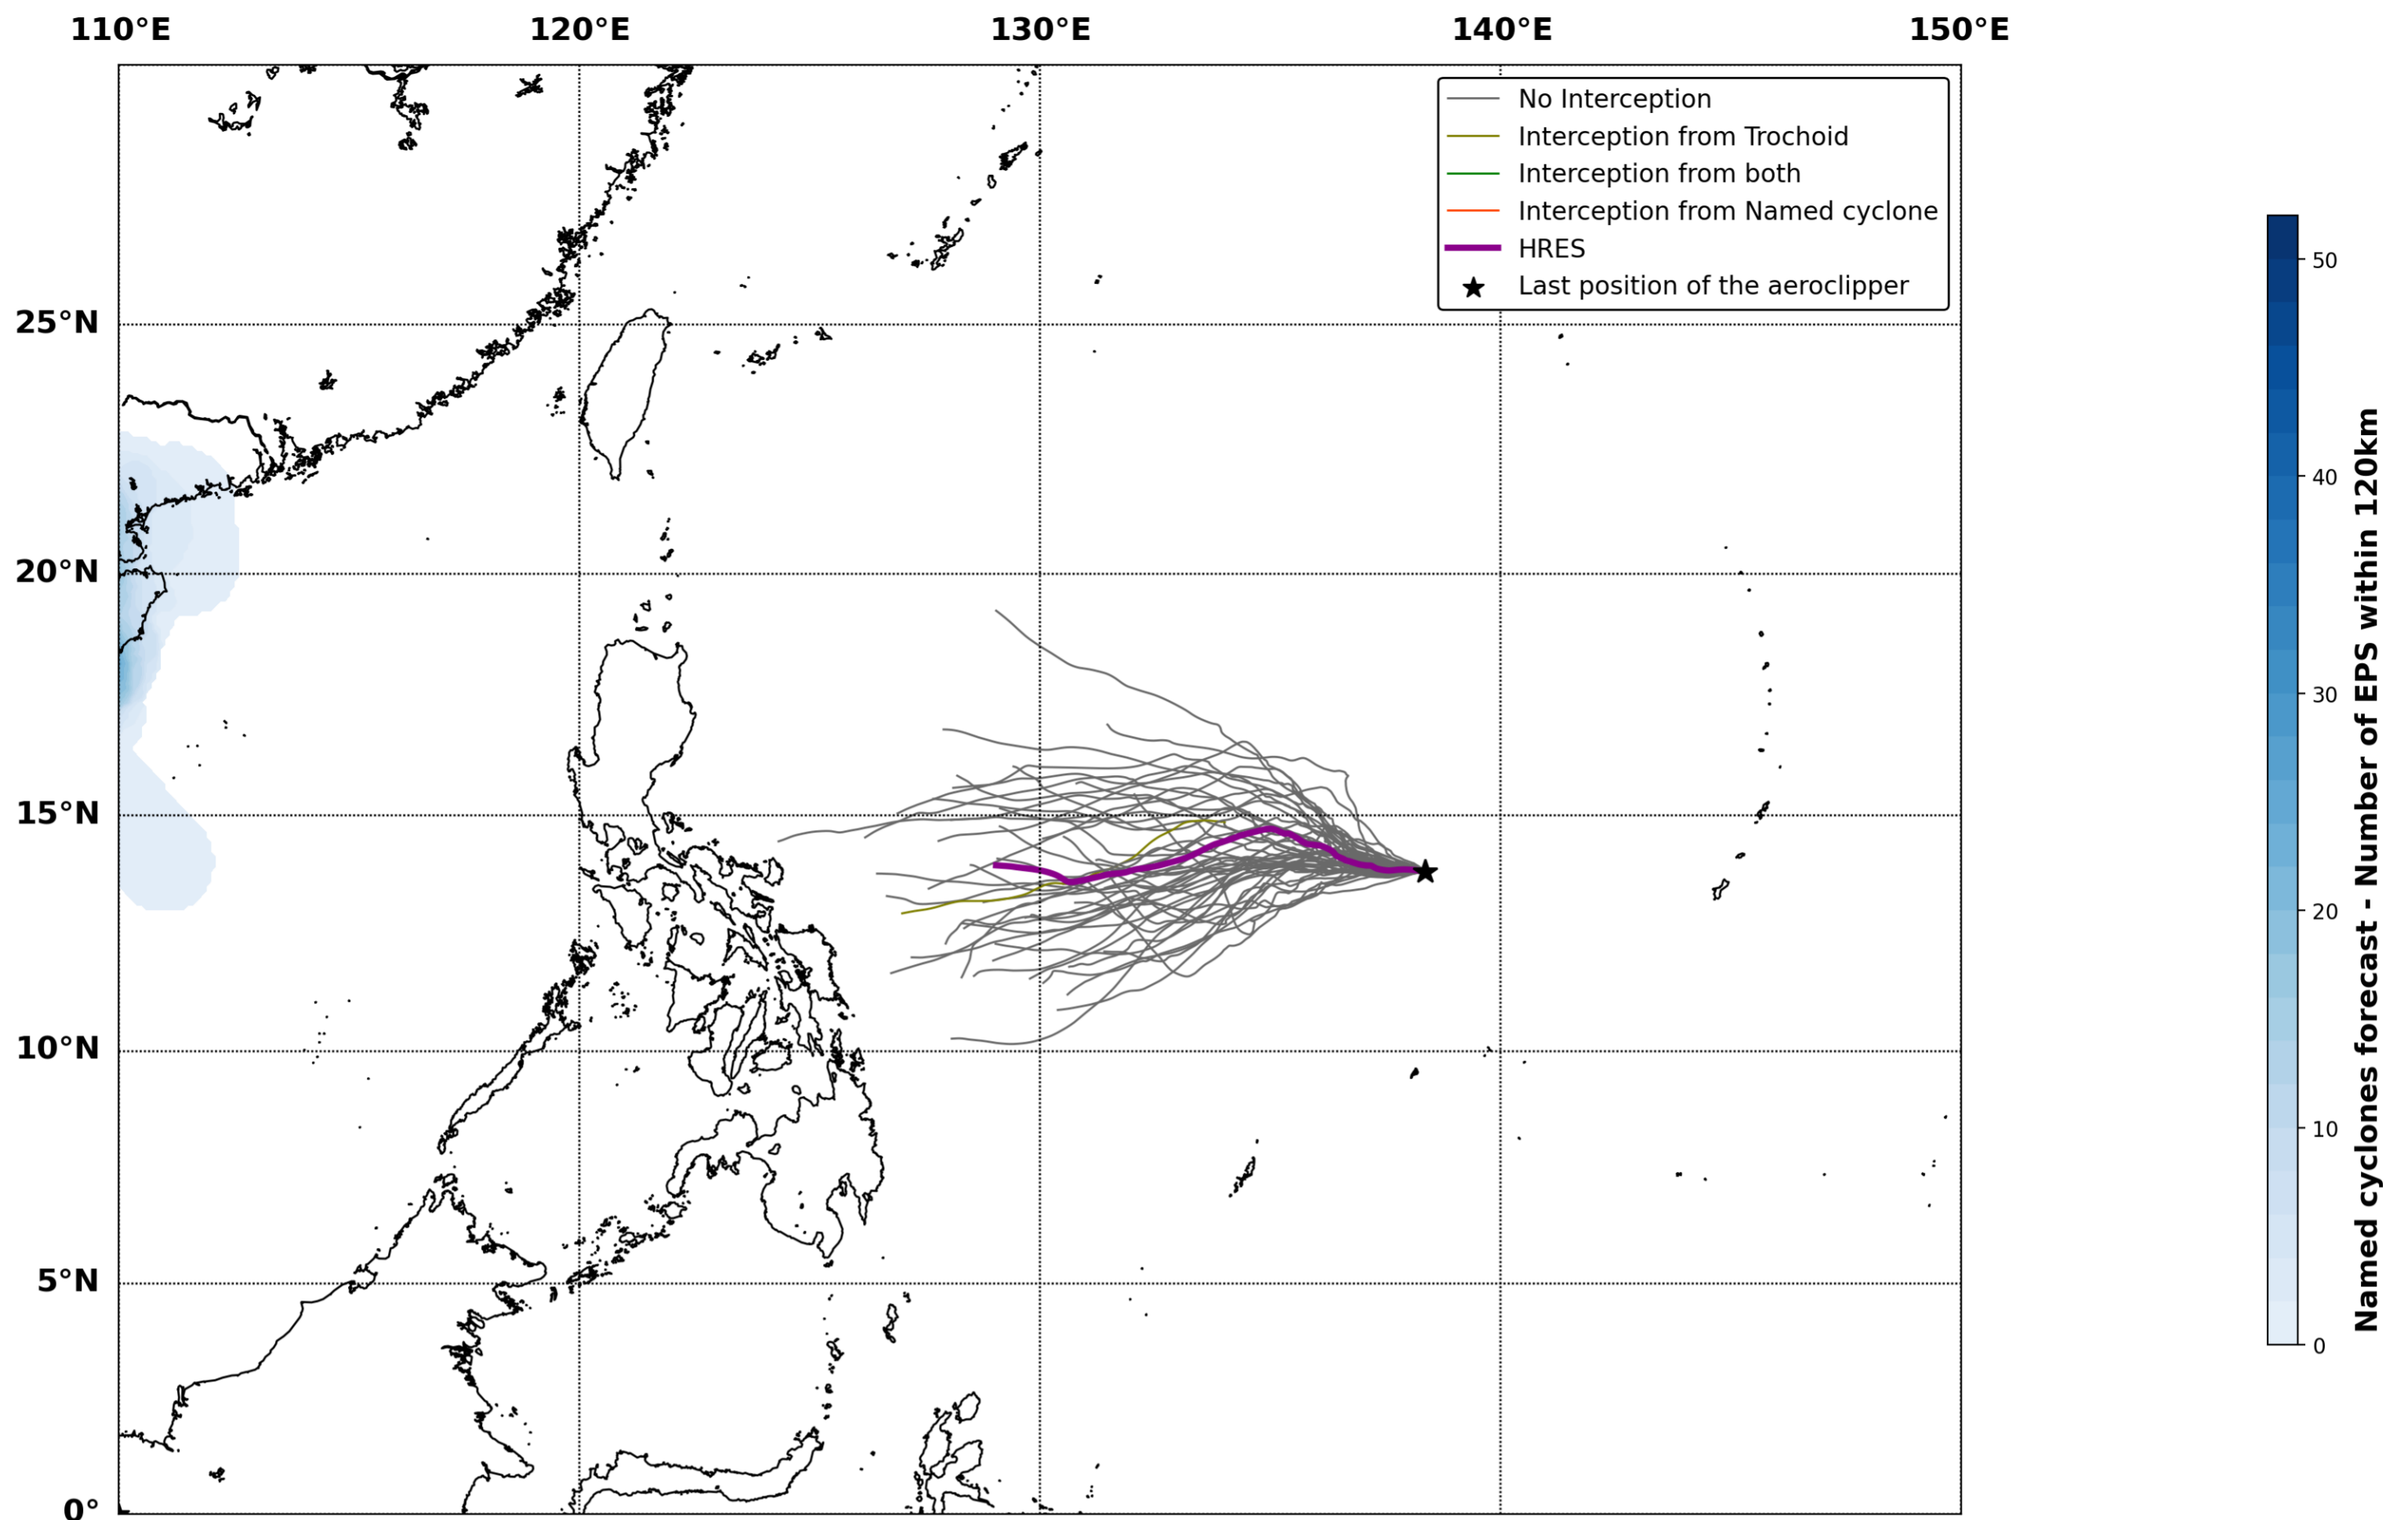 110°E 120°E 130°E 140°E 150°E
No Interception
Interception from Trochoid
Interception from both
Interception from Named cyclone
HRES
Last position of the aeroclipper
25°N
20°N
15°N
10°N
5°N
0°
50
40
30
20
10
0
Named cyclones forecast - Number of EPS within 120km